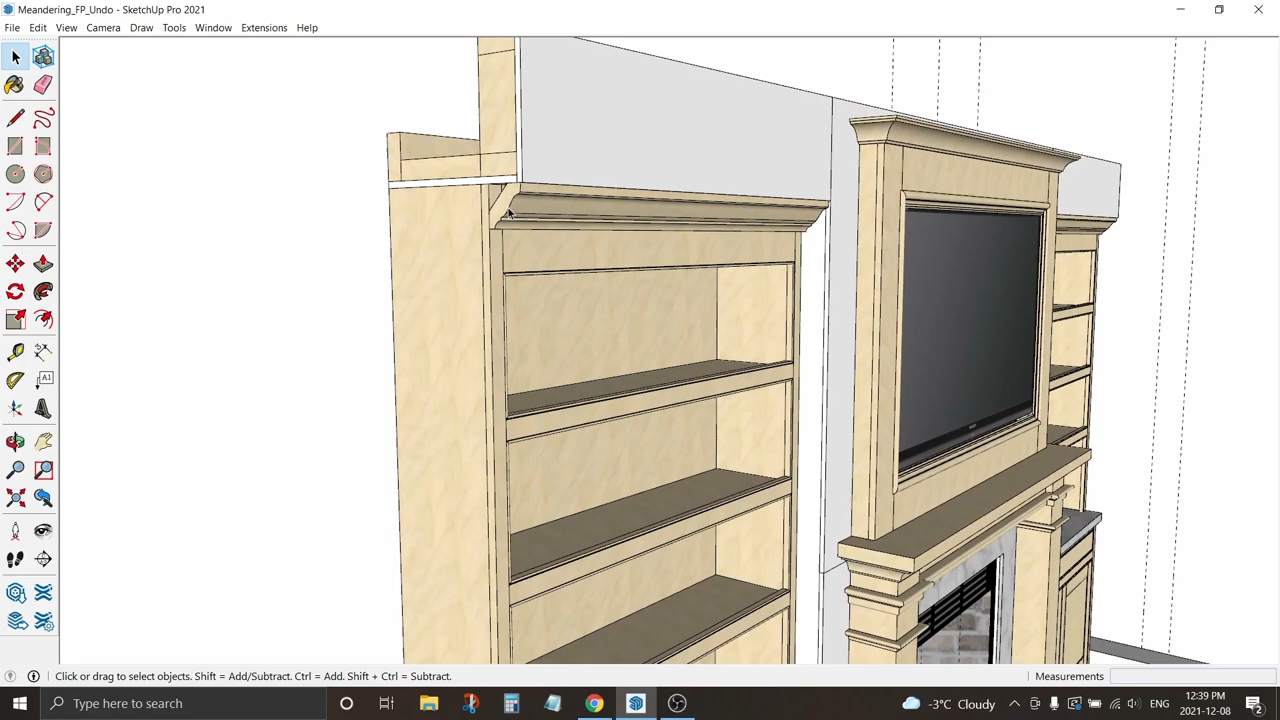 Meandering_FP_Undo - SketchUp Pro 2021
File Edit View Camera Draw Tools Window Extensions Help
A1
Click or drag to select objects. Shift = Add/Subtract. Ctrl = Add. Shift + Ctrl = Subtract.
Measurements
Type here to search
-3°C Cloudy
ENG
12:39 PM
2021-12-08
2